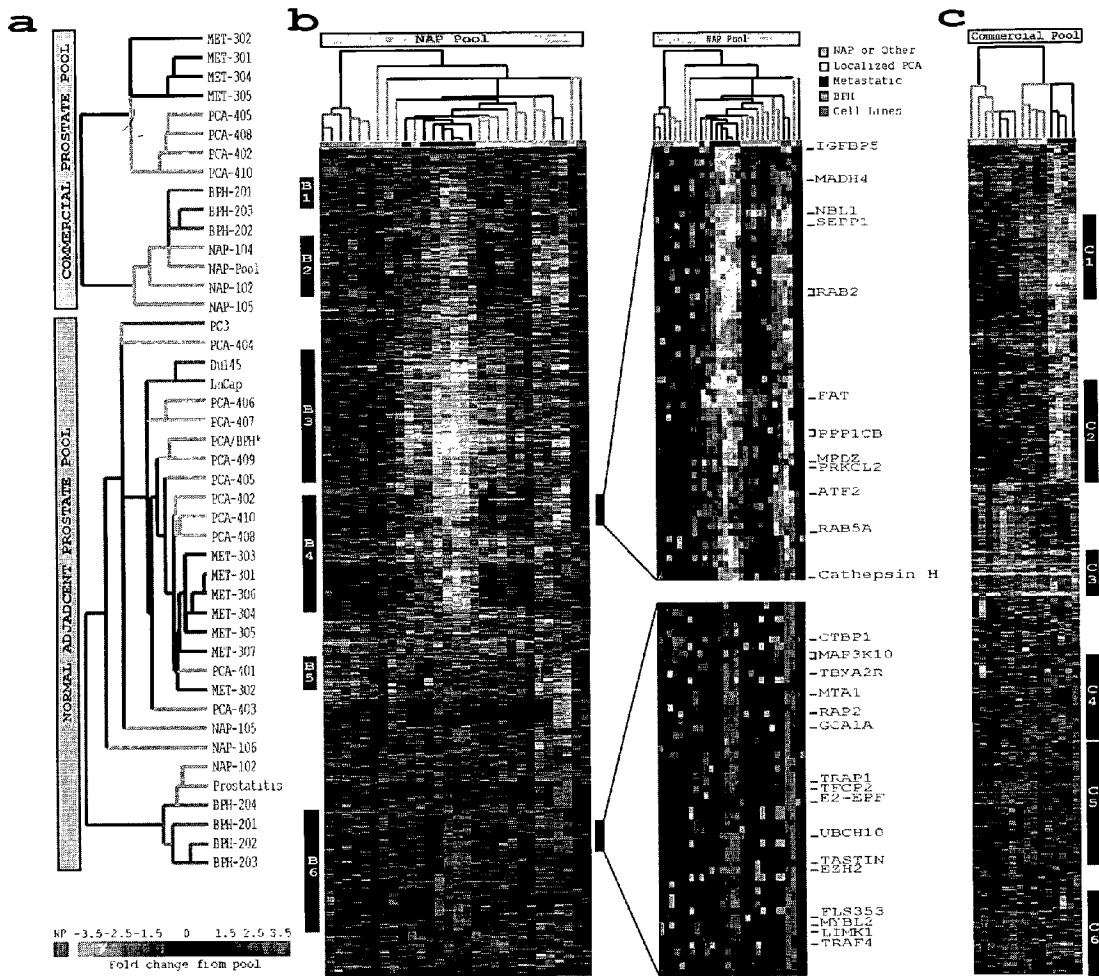 a
COMMERCIAL PROSTATE POOL
MET-302
MET-301
MET-304
MET-305
PCA-405
PCA-408
PCA-402
PCA-410
BPH-201
BPH-203
BPH-202
NAP-104
NAP-Pool
NAP-102
NAP-105
NORMAL ADJADCENT PROSTATE POOL
PC3
PCA-404
Du145
LnCap
PCA-406
PCA-407
PCA/BPH*
PCA-409
PCA-405
PCA-402
PCA-410
PCA-408
MET-303
MET-301
MET-306
MET-304
MET-305
MET-307
PCA-401
MET-302
PCA-403
NAP-105
NAP-106
NAP-102
Prostatitis
BPH-204
BPH-201
BPH-202
BPH-203
NP -3.5-2.5-1.5 0 1.5 2.5 3.5
Fold change from pool
b
NAP Pool
B1
B2
B3
B4
B5
B6
NAP Pool
NAP or Other
Localized PCA
Metastatic
BPH
Cell Lines
IGFBP5
MADH4
NBL1
SEPP1
RAB2
FAT
PPP1CB
MPDZ
PRKCL2
ATF2
RAB5A
Cathepsin H
CTBP1
MAP3K10
TBXA2R
MTA1
RAP2
GCA1A
TRAP1
TFCP2
E2-EPF
UBCH10
TASTIN
EZH2
FLS353
MYBL2
LIMK1
TRAF4
c
Commercial Pool
C1
C2
C3
C4
C5
C6